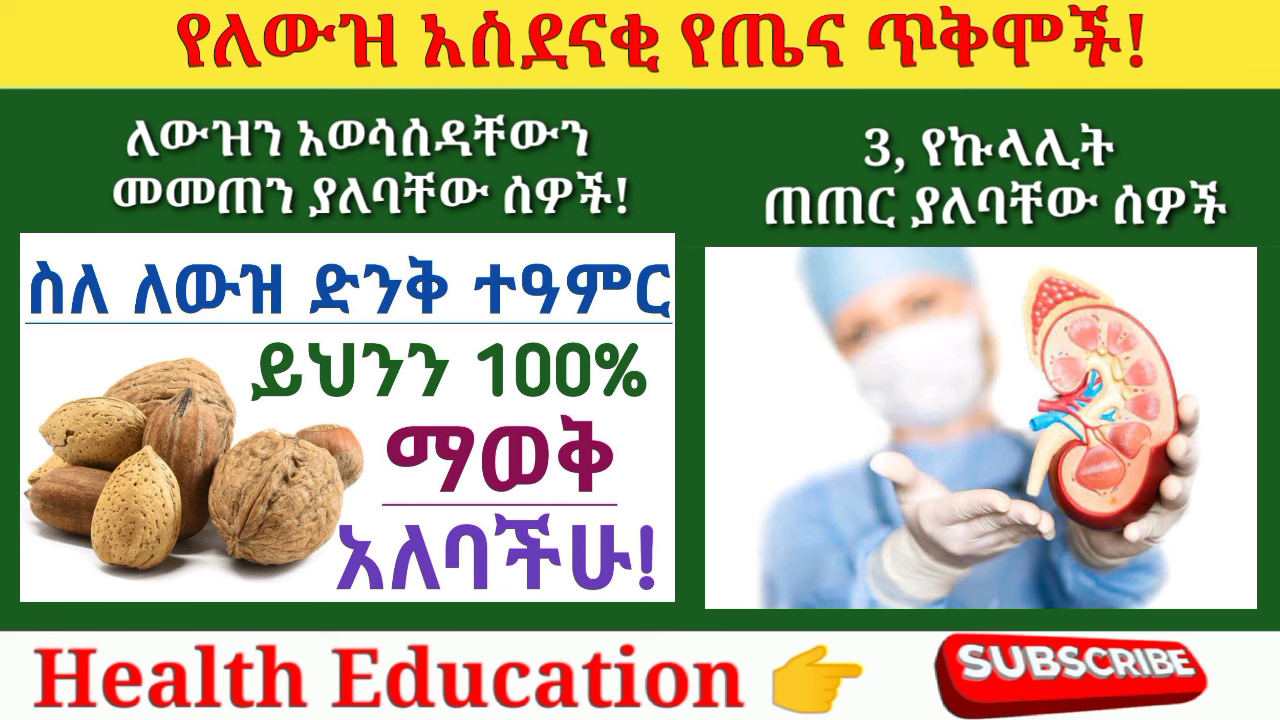 የለውዝ አስደናቂ የጤና ጥቅሞች!
ለውዝን አወሳሰዳቸውን
መመጠን ያለባቸው ሰዎች!
ስለ ለውዝ ድንቅ ተዓምር
ይህንን 100%
ማወቅ
አለባችሁ!
3, የኩላሊት
ጠጠር ያለባቸው ሰዎች
Health Education
SUBSCRIBE